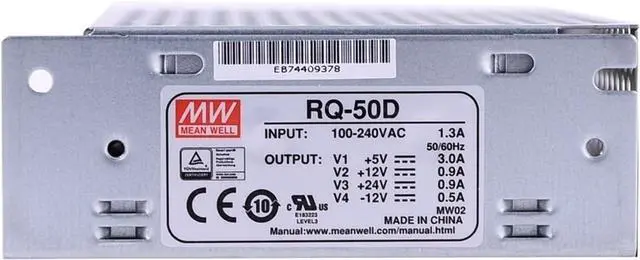 EB74409378
MW
MEAN WELL
RQ-50D
INPUT: 100-240VAC 1.3A
50/60Hz
OUTPUT: V1 +5V 3.0A
V2 +12V 0.9A
V3 +24V 0.9A
V4 -12V 0.5A
MW02
MADE IN CHINA
CE
10
c UL us
E183223
LEVEL3
Manual:www.meanwell.com/manual.html